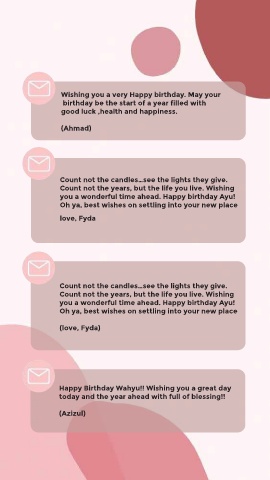 Wishing you a very Happy birthday. May your
birthday be the start of a year filled with
good luck ,health and happiness.
(Ahmad)
Count not the candles...see the lights they give.
Count not the years, but the life you live. Wishing
you a wonderful time ahead. Happy birthday Ayu!
Oh ya, best wishes on settling into your new place
love, Fyda
Count not the candles...see the lights they give.
Count not the years, but the life you live. Wishing
you a wonderful time ahead. Happy birthday Ayu!
Oh ya, best wishes on settling into your new place
(love, Fyda)
Happy Birthday Wahyu!! Wishing you a great day
today and the year ahead with full of blessing!!
(Azizul)